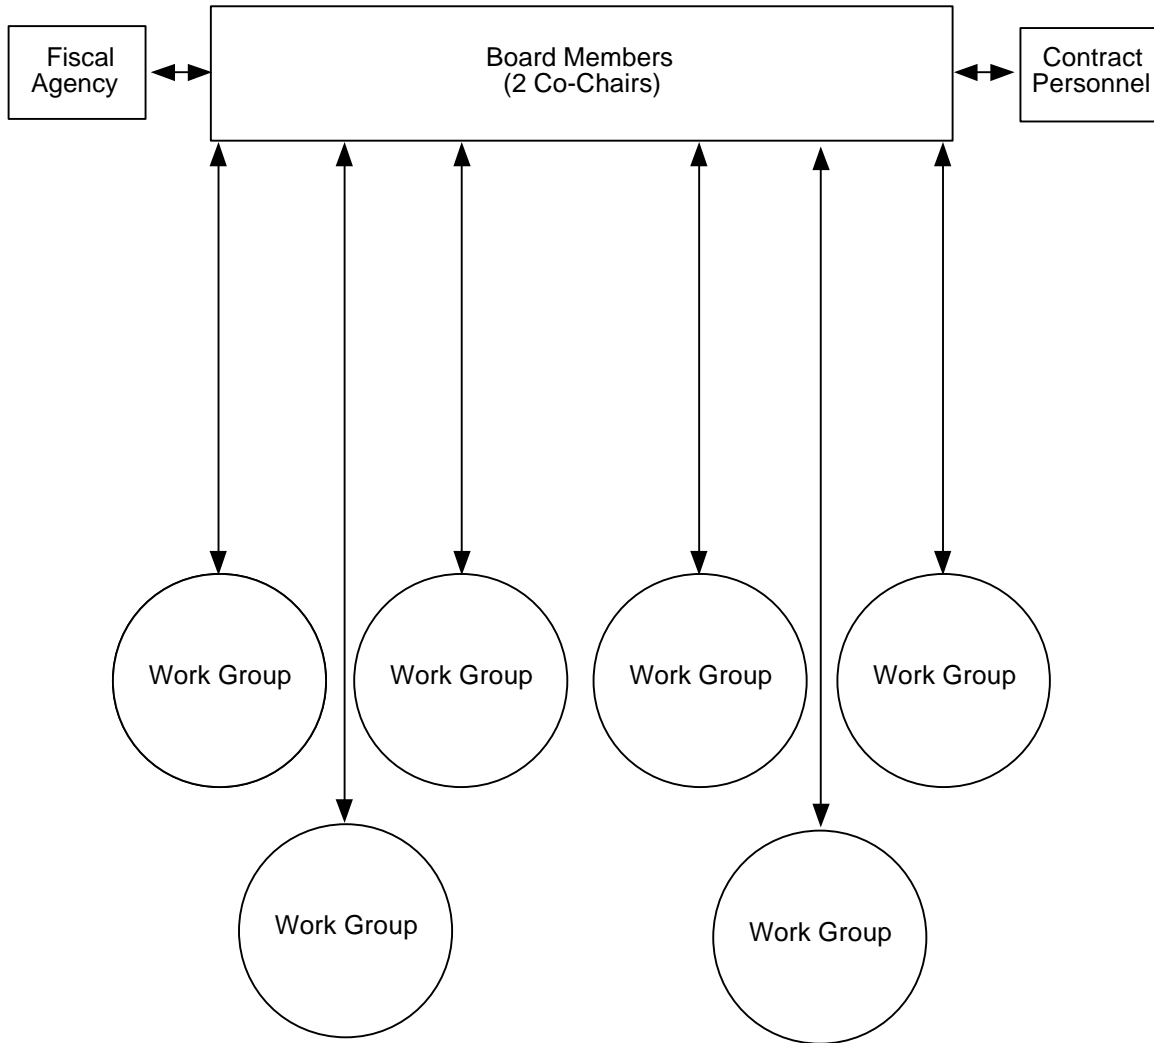 Fiscal
Agency
Board Members
(2 Co-Chairs)
Contract
Personnel
Work Group
Work Group
Work Group
Work Group
Work Group
Work Group